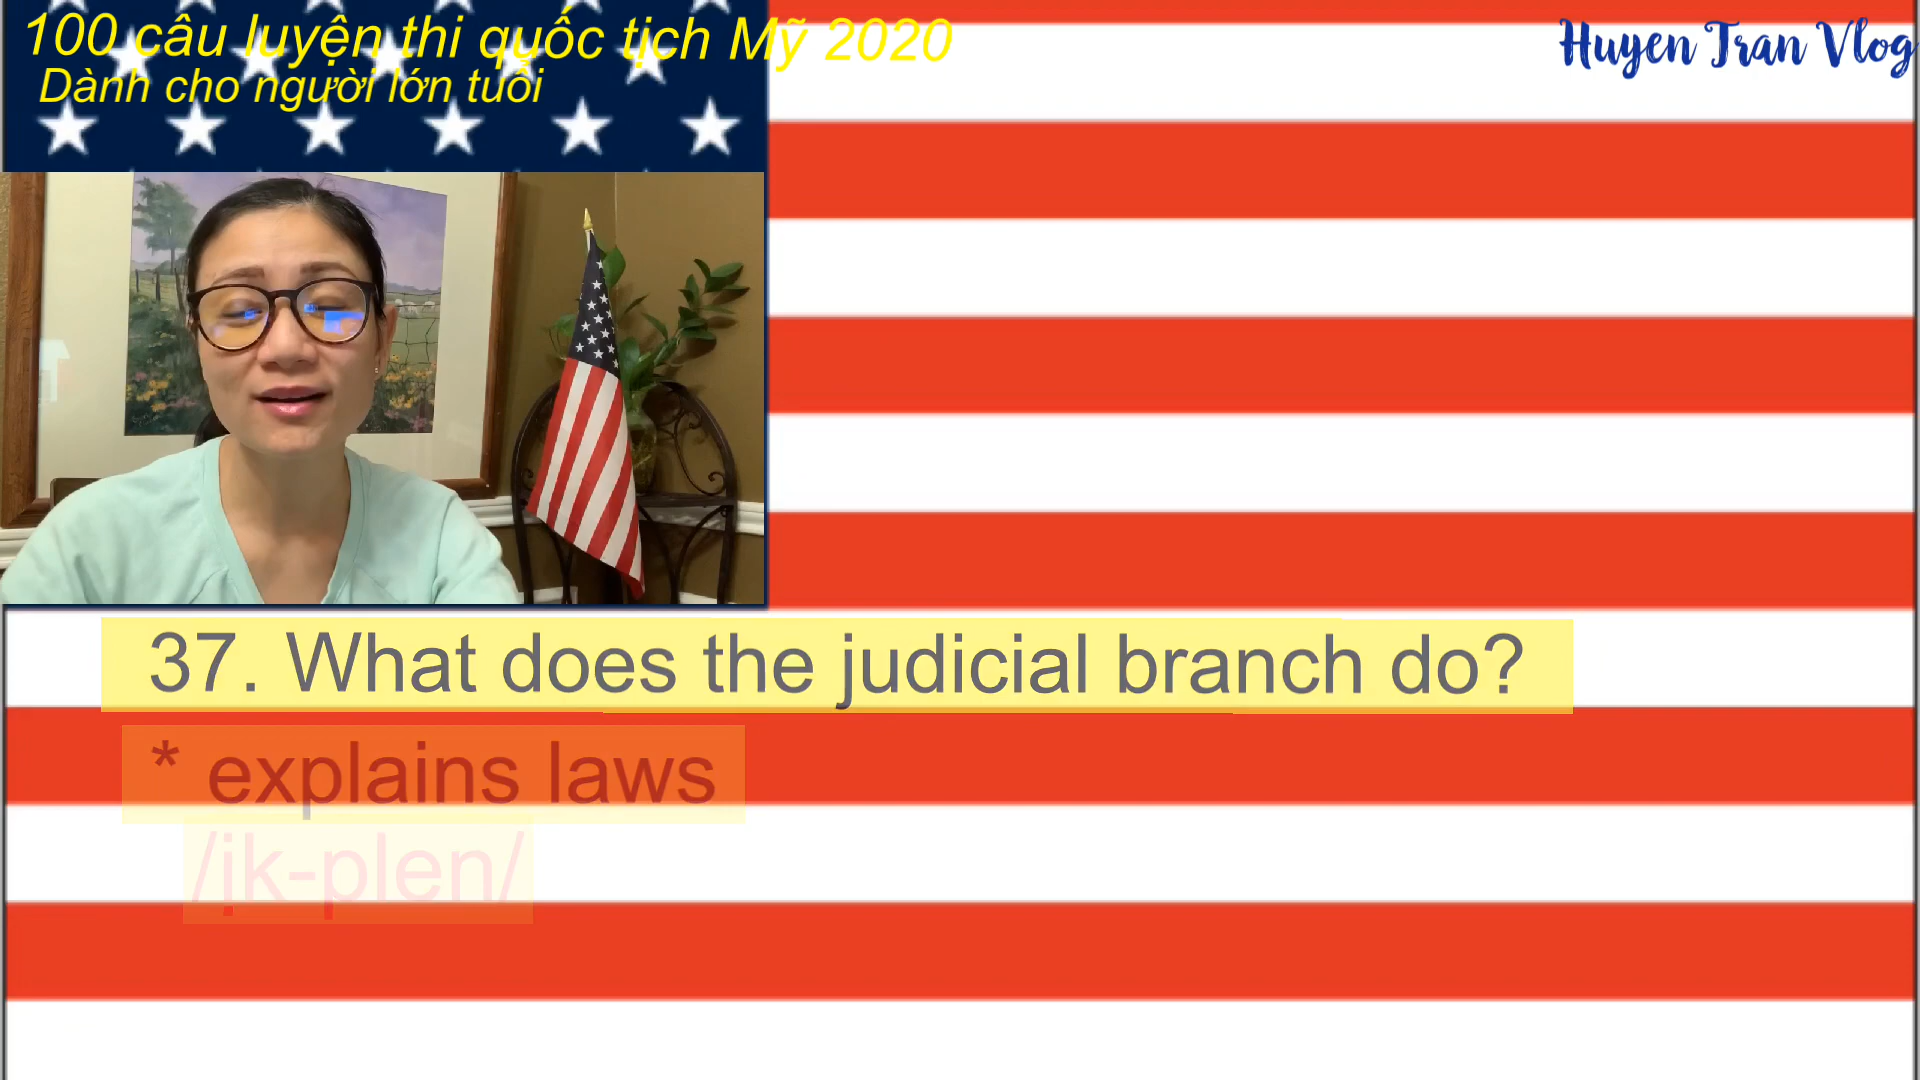 100 câu luyện thi quốc tịch Mỹ 2020
Dành cho người lớn tuổi
Huyen Tran Vlog
37. What does the judicial branch do?
* explains laws
/ịk-plen/